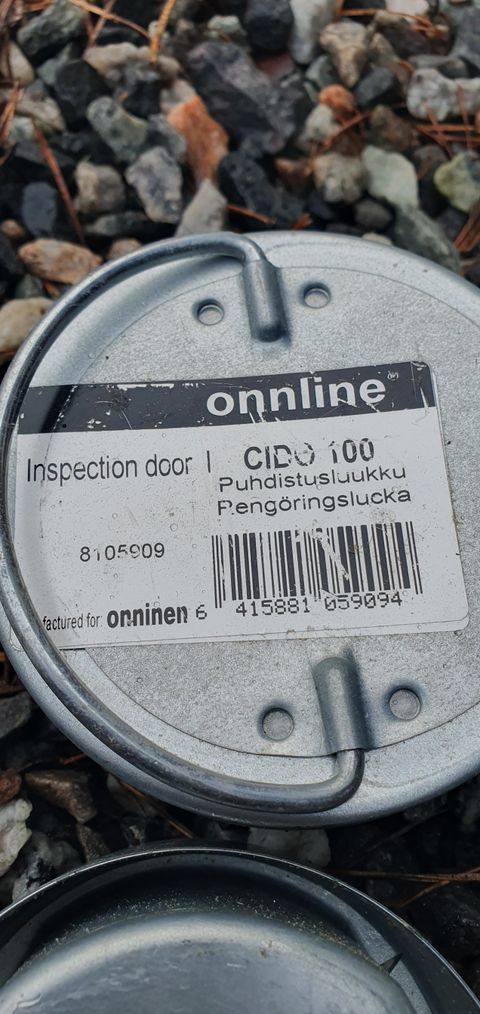 onnline®
Inspection door
CIDO 100
Puhdistusluukku
Rengöringslucka
8105909
factured for: onninen
6 415881 059094